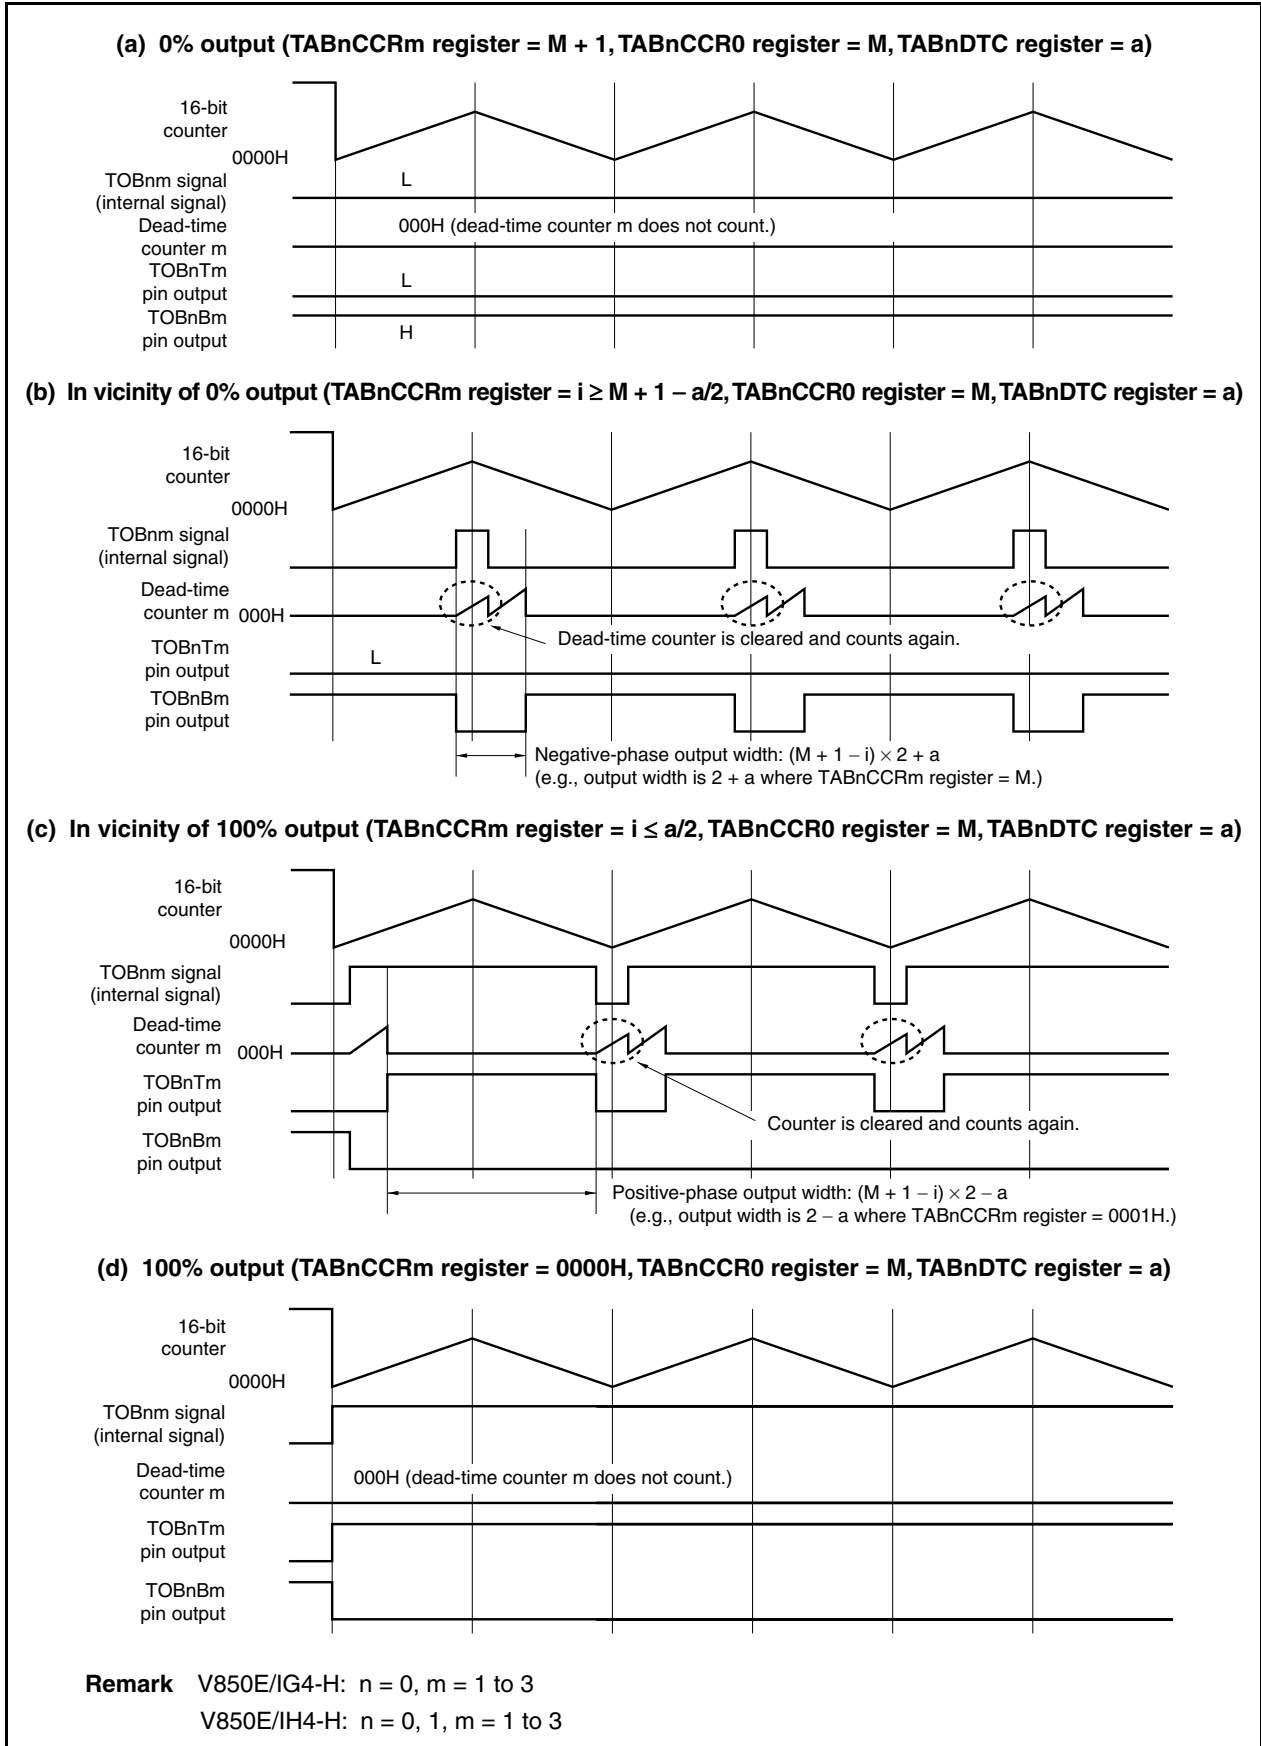 (a) 0% output (TABnCCRm register = M + 1, TABnCCR0 register = M, TABnDTC register = a)
16-bit
counter
0000H
TOBnm signal
(internal signal)
L
Dead-time
counter m
000H (dead-time counter m does not count.)
TOBnTm
pin output
L
TOBnBm
pin output
H
(b) In vicinity of 0% output (TABnCCRm register = i ≥ M + 1 − a/2, TABnCCR0 register = M, TABnDTC register = a)
16-bit
counter
0000H
TOBnm signal
(internal signal)
Dead-time
counter m
000H
Dead-time counter is cleared and counts again.
TOBnTm
pin output
L
TOBnBm
pin output
Negative-phase output width: (M + 1 − i) × 2 + a
(e.g., output width is 2 + a where TABnCCRm register = M.)
(c) In vicinity of 100% output (TABnCCRm register = i ≤ a/2, TABnCCR0 register = M, TABnDTC register = a)
16-bit
counter
0000H
TOBnm signal
(internal signal)
Dead-time
counter m
000H
TOBnTm
pin output
Counter is cleared and counts again.
TOBnBm
pin output
Positive-phase output width: (M + 1 − i) × 2 − a
(e.g., output width is 2 − a where TABnCCRm register = 0001H.)
(d) 100% output (TABnCCRm register = 0000H, TABnCCR0 register = M, TABnDTC register = a)
16-bit
counter
0000H
TOBnm signal
(internal signal)
Dead-time
counter m
000H (dead-time counter m does not count.)
TOBnTm
pin output
TOBnBm
pin output
Remark V850E/IG4-H: n = 0, m = 1 to 3
V850E/IH4-H: n = 0, 1, m = 1 to 3